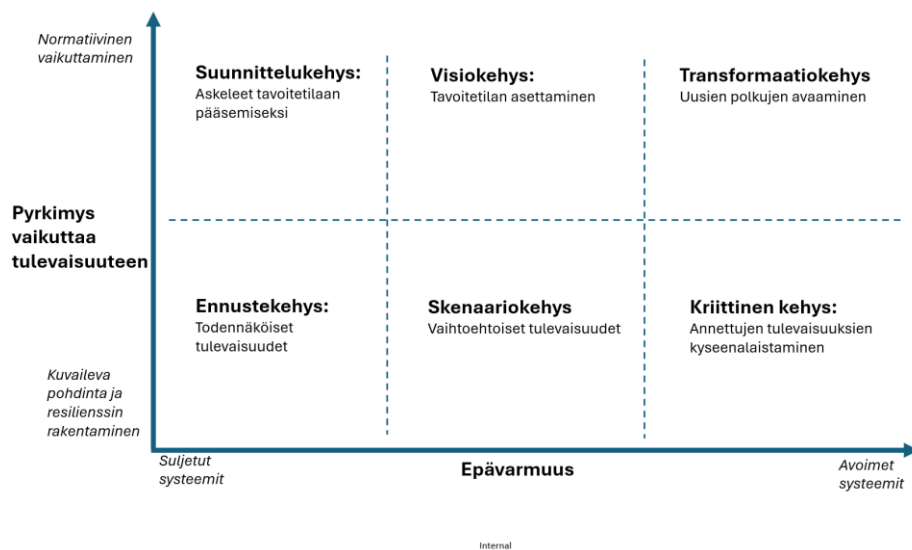 Normatiivinen
vaikuttaminen
Suunnittelukehys:
Askeleet tavoitetilaan
pääsemiseksi
Visiokehys:
Tavoitetilan asettaminen
Transformaatiokehys
Uusien polkujen avaaminen
Pyrkimys
vaikuttaa
tulevaisuuteen
Ennustekehys:
Todennäköiset
tulevaisuudet
Skenaariokehys
Vaihtoehtoiset tulevaisuudet
Kriittinen kehys:
Annettujen tulevaisuuksien
kyseenalaistaminen
Kuvaileva
pohdinta ja
resilienssin
rakentaminen
Suljetut
systeemit
Epävarmuus
Avoimet
systeemit
Internal